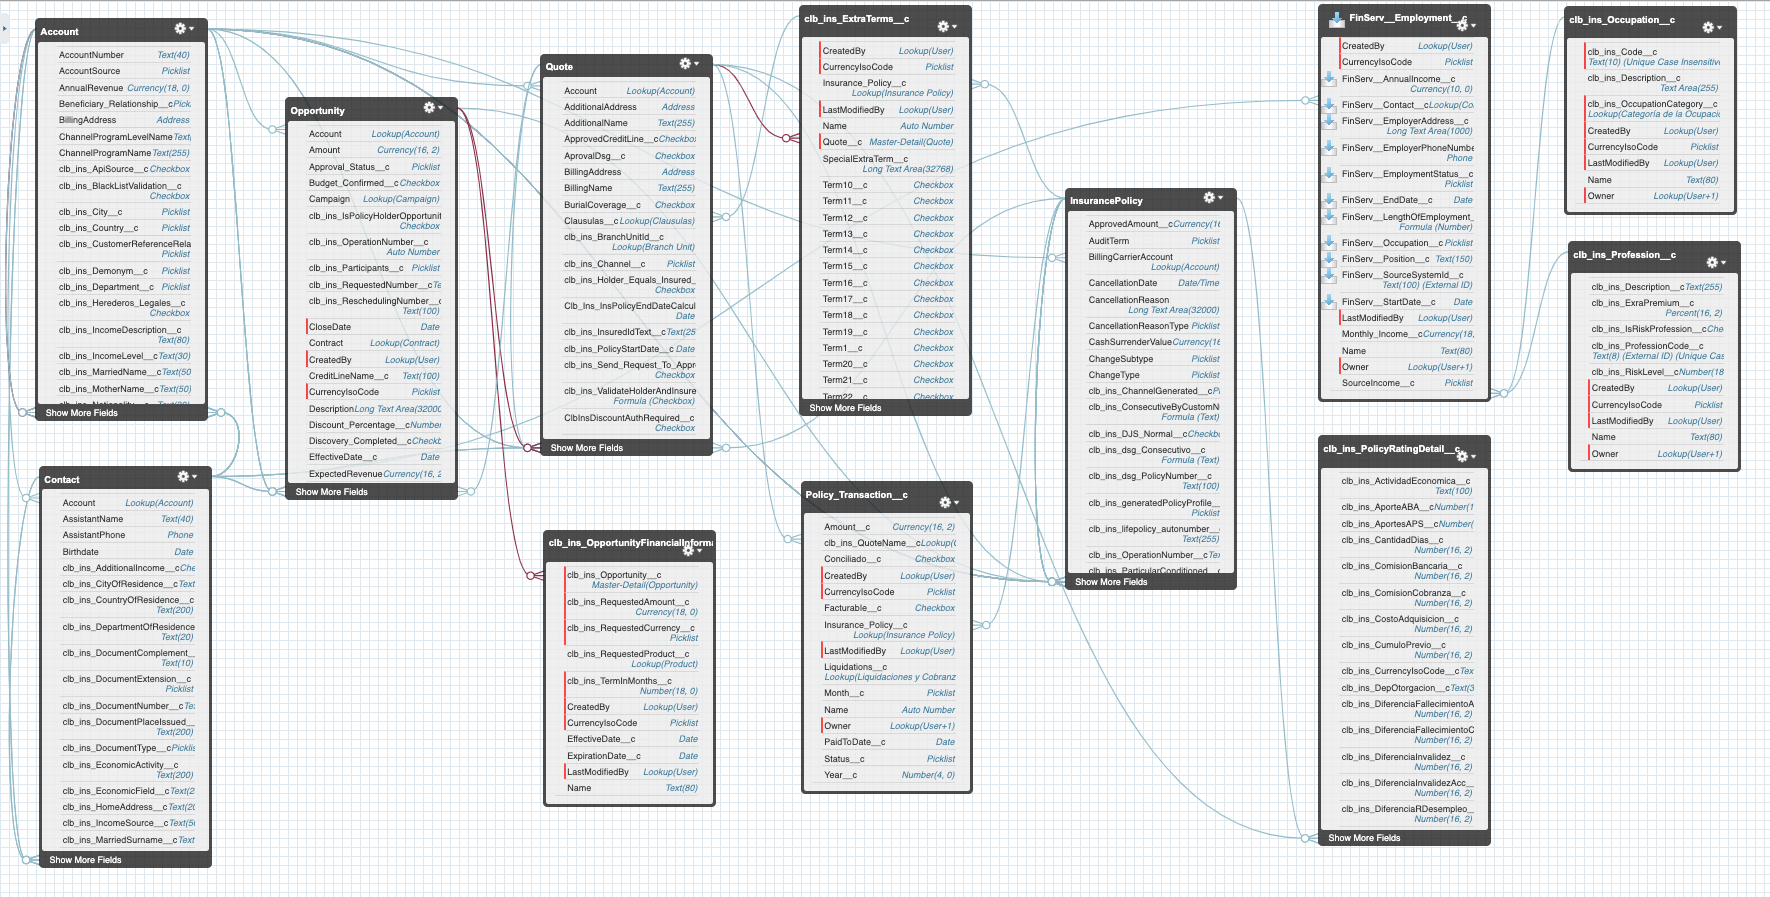 Account
AccountNumber Text(40)
AccountSource Picklist
AnnualRevenue Currency(18, 0)
Beneficiary_Relationship__c Pick
BillingAddress Address
ChannelProgramLevelName Text(
ChannelProgramName Text(255)
clb_ins_ApiSource__c Checkbox
clb_ins_BlackListValidation__c
Checkbox
clb_ins_City__c Picklist
clb_ins_Country__c Picklist
clb_ins_CustomerReferenceRela
Picklist
clb_ins_Demonym__c Picklist
clb_ins_Department__c Picklist
clb_ins_Herederos_Legales__c
Checkbox
clb_ins_IncomeDescription__c
Text(80)
clb_ins_IncomeLevel__c Text(30)
clb_ins_MarriedName__c Text(50
clb_ins_MotherName__c Text(50)
Show More Fields
Contact
Account Lookup(Account)
AssistantName Text(40)
AssistantPhone Phone
Birthdate Date
clb_ins_AdditionalIncome__c Che
clb_ins_CityOfResidence__c Text
clb_ins_CountryOfResidence__c
Text(200)
clb_ins_DepartmentOfResidence
Text(20)
clb_ins_DocumentComplement__
Text(10)
clb_ins_DocumentExtension__c
Picklist
clb_ins_DocumentNumber__c Te
clb_ins_DocumentPlaceIssued__
Text(200)
clb_ins_DocumentType__c Picklis
clb_ins_EconomicActivity__c
Text(200)
clb_ins_EconomicField__c Text(2
clb_ins_HomeAddress__c Text(20
clb_ins_IncomeSource__c Text(50
clb_ins_MarriedSurname__c Text
Show More Fields
Opportunity
Account Lookup(Account)
Amount Currency(16, 2)
Approval_Status__c Picklist
Budget_Confirmed__c Checkbox
Campaign Lookup(Campaign)
clb_ins_IsPolicyHolderOpportunit
Checkbox
clb_ins_OperationNumber__c
Auto Number
clb_ins_Participants__c Picklist
clb_ins_RequestedNumber__c Te
clb_ins_ReschedulingNumber__c
Text(100)
CloseDate Date
Contract Lookup(Contract)
CreatedBy Lookup(User)
CreditLineName__c Text(100)
CurrencyIsoCode Picklist
Description Long Text Area(32000
Discount_Percentage__c Number
Discovery_Completed__c Checkb
EffectiveDate__c Date
ExpectedRevenue Currency(16, 2
Show More Fields
Quote
Account Lookup(Account)
AdditionalAddress Address
AdditionalName Text(255)
ApprovedCreditLine__c Checkbox
AprovalDsg__c Checkbox
BillingAddress Address
BillingName Text(255)
BurialCoverage__c Checkbox
Clausulas__c Lookup(Clausulas)
clb_ins_BranchUnitId__c
Lookup(Branch Unit)
clb_ins_Channel__c Picklist
clb_ins_Holder_Equals_Insured_
Checkbox
Clb_Ins_InsPolicyEndDateCalcul
Date
clb_ins_InsuredIdText__c Text(25
clb_ins_PolicyStartDate__c Date
clb_ins_Send_Request_To_Appr
Checkbox
clb_ins_ValidateHolderAndInsure
Formula (Checkbox)
ClbInsDiscountAuthRequired__c
Checkbox
Show More Fields
clb_ins_OpportunityFinancialInforma
clb_ins_Opportunity__c
Master-Detail(Opportunity)
clb_ins_RequestedAmount__c
Currency(18, 0)
clb_ins_RequestedCurrency__c
Picklist
clb_ins_RequestedProduct__c
Lookup(Product)
clb_ins_TermInMonths__c
Number(18, 0)
CreatedBy Lookup(User)
CurrencyIsoCode Picklist
EffectiveDate__c Date
ExpirationDate__c Date
LastModifiedBy Lookup(User)
Name Text(80)
clb_ins_ExtraTerms__c
CreatedBy Lookup(User)
CurrencyIsoCode Picklist
Insurance_Policy__c
Lookup(Insurance Policy)
LastModifiedBy Lookup(User)
Name Auto Number
Quote__c Master-Detail(Quote)
SpecialExtraTerm__c
Long Text Area(32768)
Term10__c Checkbox
Term11__c Checkbox
Term12__c Checkbox
Term13__c Checkbox
Term14__c Checkbox
Term15__c Checkbox
Term16__c Checkbox
Term17__c Checkbox
Term18__c Checkbox
Term19__c Checkbox
Term1__c Checkbox
Term20__c Checkbox
Term21__c Checkbox
Term22__c Checkbox
Show More Fields
Policy_Transaction__c
Amount__c Currency(16, 2)
clb_ins_QuoteName__c Lookup(
Conciliado__c Checkbox
CreatedBy Lookup(User)
CurrencyIsoCode Picklist
Facturable__c Checkbox
Insurance_Policy__c
Lookup(Insurance Policy)
LastModifiedBy Lookup(User)
Liquidations__c
Lookup(Liquidaciones y Cobranz
Month__c Picklist
Name Auto Number
Owner Lookup(User+1)
PaidToDate__c Date
Status__c Picklist
Year__c Number(4, 0)
InsurancePolicy
ApprovedAmount__c Currency(16
AuditTerm Picklist
BillingCarrierAccount
Lookup(Account)
CancellationDate Date/Time
CancellationReason
Long Text Area(32000)
CancellationReasonType Picklist
CashSurrenderValue Currency(16
ChangeSubtype Picklist
ChangeType Picklist
clb_ins_ChannelGenerated__c Pi
clb_ins_ConsecutiveByCustomN
Formula (Text)
clb_ins_DJS_Normal__c Checkb
clb_ins_dsg_Consecutivo__c
Formula (Text)
clb_ins_dsg_PolicyNumber__c
Text(100)
clb_ins_generatedPolicyProfile__
Picklist
clb_ins_lifepolicy_autonumber__
Text(255)
clb_ins_OperationNumber__c Tex
clb_ins_ParticularConditioned__c
Show More Fields
FinServ__Employment__c
CreatedBy Lookup(User)
CurrencyIsoCode Picklist
FinServ__AnnualIncome__c
Currency(10, 0)
FinServ__Contact__c Lookup(Co
FinServ__EmployerAddress__c
Long Text Area(1000)
FinServ__EmployerPhoneNumbe
Phone
FinServ__EmploymentStatus__c
Picklist
FinServ__EndDate__c Date
FinServ__LengthOfEmployment_
Formula (Number)
FinServ__Occupation__c Picklist
FinServ__Position__c Text(150)
FinServ__SourceSystemId__c
Text(100) (External ID)
FinServ__StartDate__c Date
LastModifiedBy Lookup(User)
Monthly_Income__c Currency(18,
Name Text(80)
Owner Lookup(User+1)
SourceIncome__c Picklist
clb_ins_PolicyRatingDetail__c
clb_ins_ActividadEconomica__c
Text(100)
clb_ins_AporteABA__c Number(1
clb_ins_AportesAPS__c Number(
clb_ins_CantidadDias__c
Number(16, 2)
clb_ins_ComisionBancaria__c
Number(16, 2)
clb_ins_ComisionCobranza__c
Number(16, 2)
clb_ins_CostoAdquisicion__c
Number(16, 2)
clb_ins_CumuloPrevio__c
Number(16, 2)
clb_ins_CurrencyIsoCode__c Tex
clb_ins_DepOtorgacion__c Text(3
clb_ins_DiferenciaFallecimientoA
Number(16, 2)
clb_ins_DiferenciaFallecimientoC
Number(16, 2)
clb_ins_DiferenciaInvalidez__c
Number(16, 2)
clb_ins_DiferenciaInvalidezAcc_
Number(16, 2)
clb_ins_DiferenciaRDesempleo_
Number(16, 2)
Show More Fields
clb_ins_Occupation__c
clb_ins_Code__c
Text(10) (Unique Case Insensitiv
clb_ins_Description__c
Text Area(255)
clb_ins_OccupationCategory__c
Lookup(Categoría de la Ocupació
CreatedBy Lookup(User)
CurrencyIsoCode Picklist
LastModifiedBy Lookup(User)
Name Text(80)
Owner Lookup(User+1)
clb_ins_Profession__c
clb_ins_Description__c Text(255)
clb_ins_ExraPremium__c
Percent(16, 2)
clb_ins_IsRiskProfession__c Che
clb_ins_ProfessionCode__c
Text(8) (External ID) (Unique Cas
clb_ins_RiskLevel__c Number(18
CreatedBy Lookup(User)
CurrencyIsoCode Picklist
LastModifiedBy Lookup(User)
Name Text(80)
Owner Lookup(User+1)